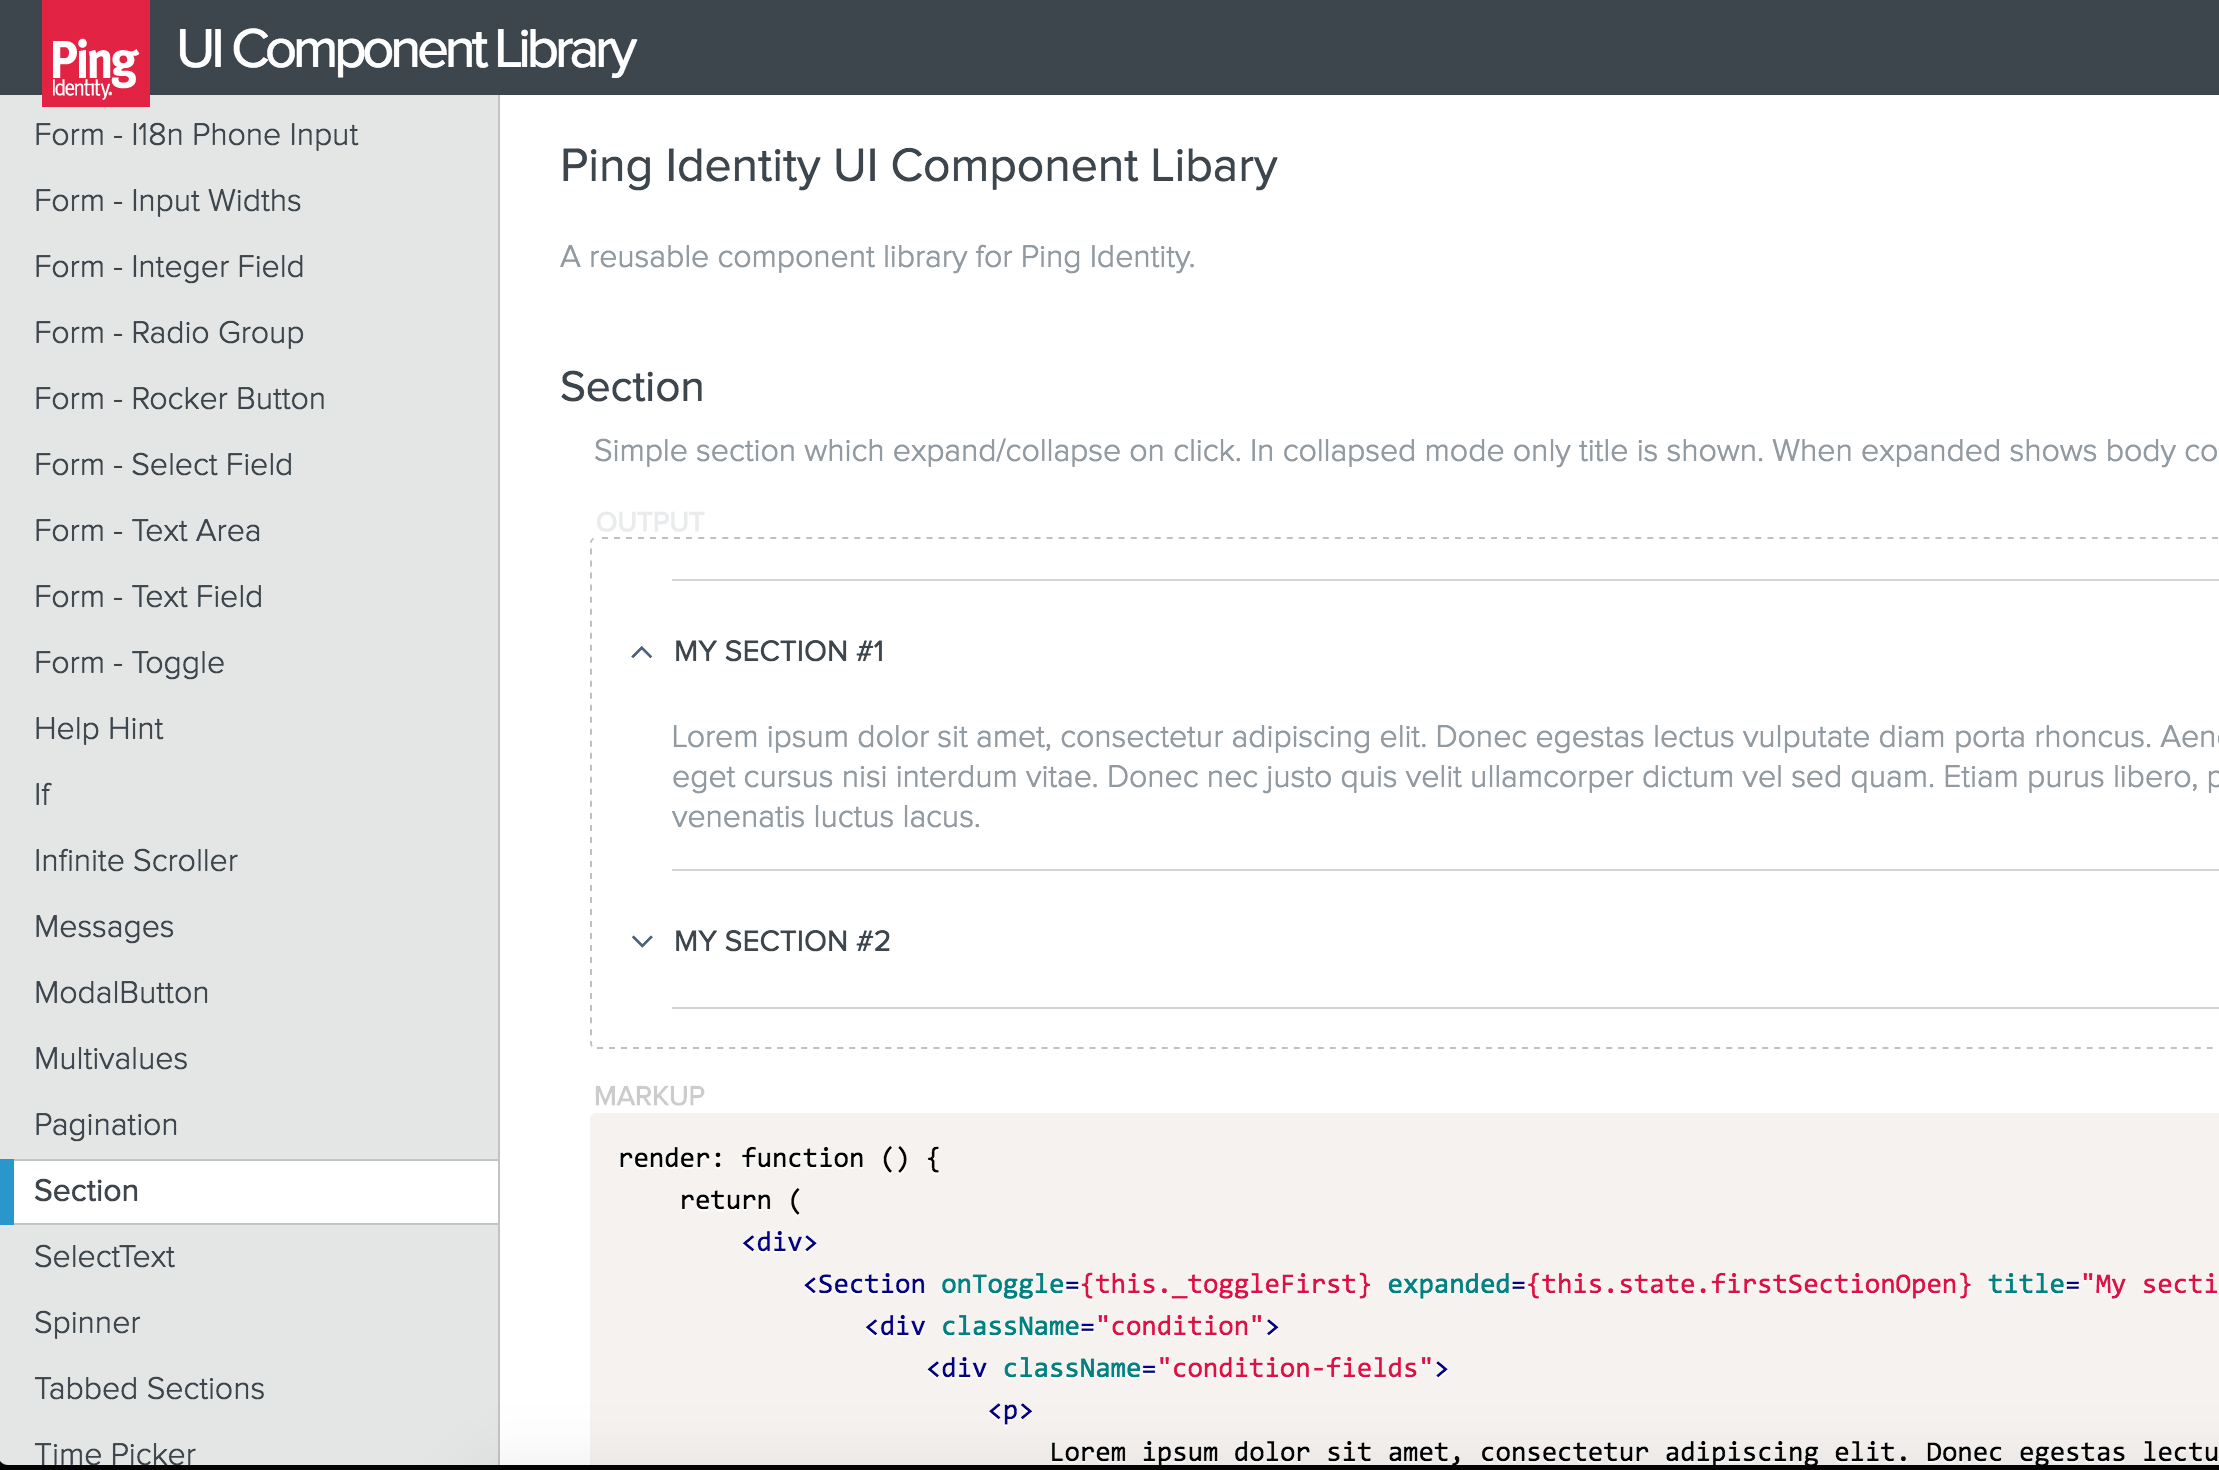 Ping
Identity.
UI Component Library
Form - I18n Phone Input
Form - Input Widths
Form - Integer Field
Form - Radio Group
Form - Rocker Button
Form - Select Field
Form - Text Area
Form - Text Field
Form - Toggle
Help Hint
If
Infinite Scroller
Messages
ModalButton
Multivalues
Pagination
Section
SelectText
Spinner
Tabbed Sections
Time Picker
Ping Identity UI Component Libary
A reusable component library for Ping Identity.
Section
Simple section which expand/collapse on click. In collapsed mode only title is shown. When expanded shows body co
OUTPUT
MY SECTION #1
Lorem ipsum dolor sit amet, consectetur adipiscing elit. Donec egestas lectus vulputate diam porta rhoncus. Aen
eget cursus nisi interdum vitae. Donec nec justo quis velit ullamcorper dictum vel sed quam. Etiam purus libero, p
venenatis luctus lacus.
MY SECTION #2
MARKUP
render: function () {
return (
<div>
<Section onToggle={this._toggleFirst} expanded={this.state.firstSectionOpen} title="My secti
<div className="condition">
<div className="condition-fields">
<p>
Lorem ipsum dolor sit amet, consectetur adipiscing elit. Donec egestas lectu